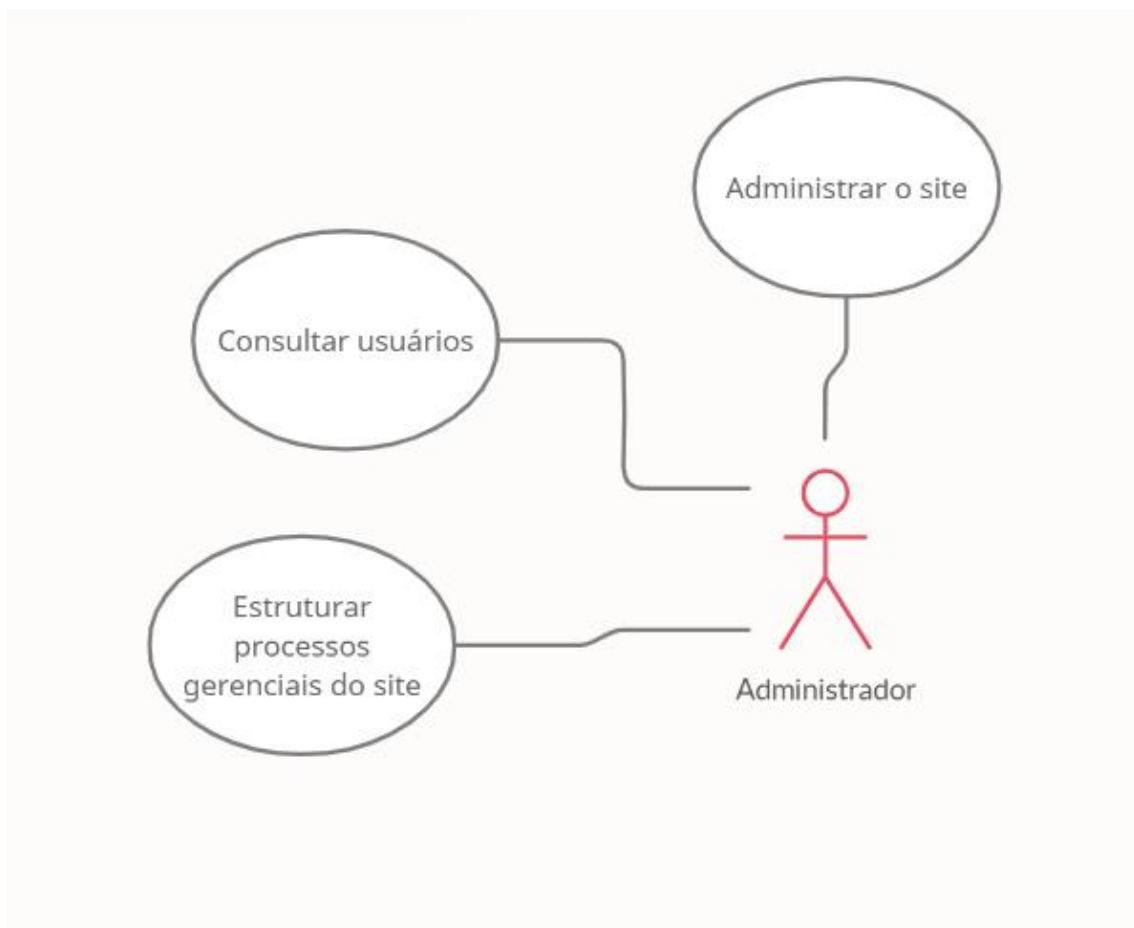 Administrar o site
Consultar usuários
Estruturar
processos
gerenciais do site
Administrador